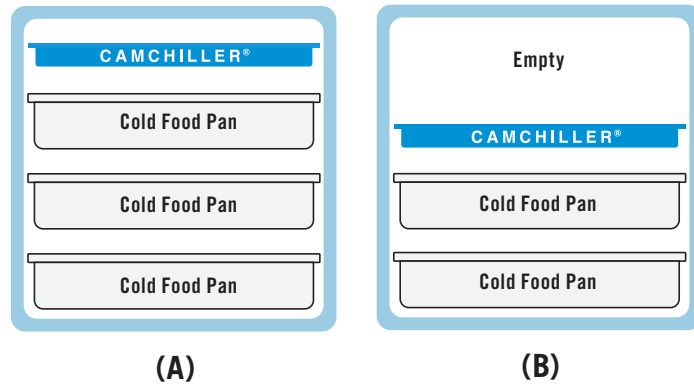 CAMCHILLER®
Cold Food Pan
Cold Food Pan
Cold Food Pan
(A)
Empty
CAMCHILLER®
Cold Food Pan
Cold Food Pan
(B)